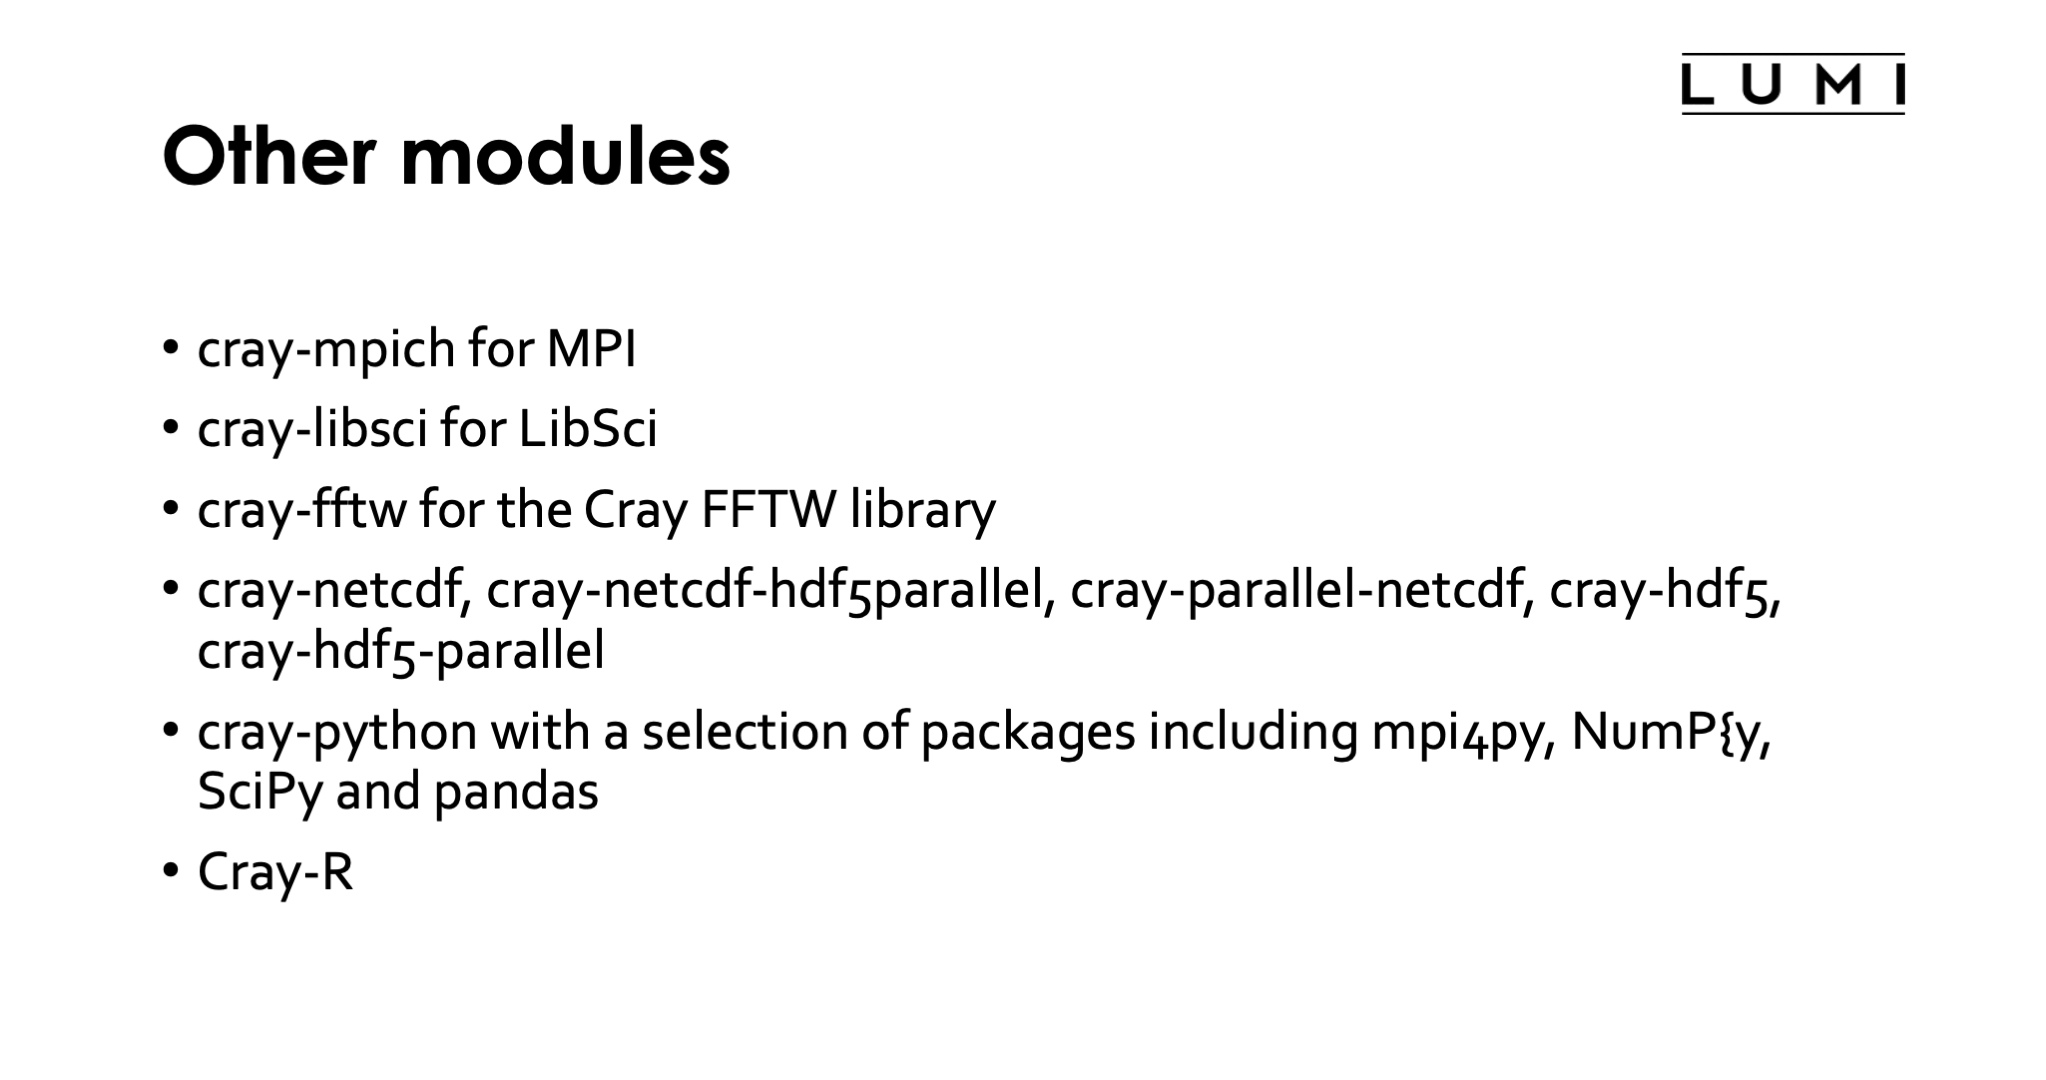 LUMI
Other modules
• cray-mpich for MPI
• cray-libsci for LibSci
• cray-fftw for the Cray FFTW library
• cray-netcdf, cray-netcdf-hdf5parallel, cray-parallel-netcdf, cray-hdf5,
cray-hdf5-parallel
• cray-python with a selection of packages including mpi4py, NumP{y,
SciPy and pandas
• Cray-R